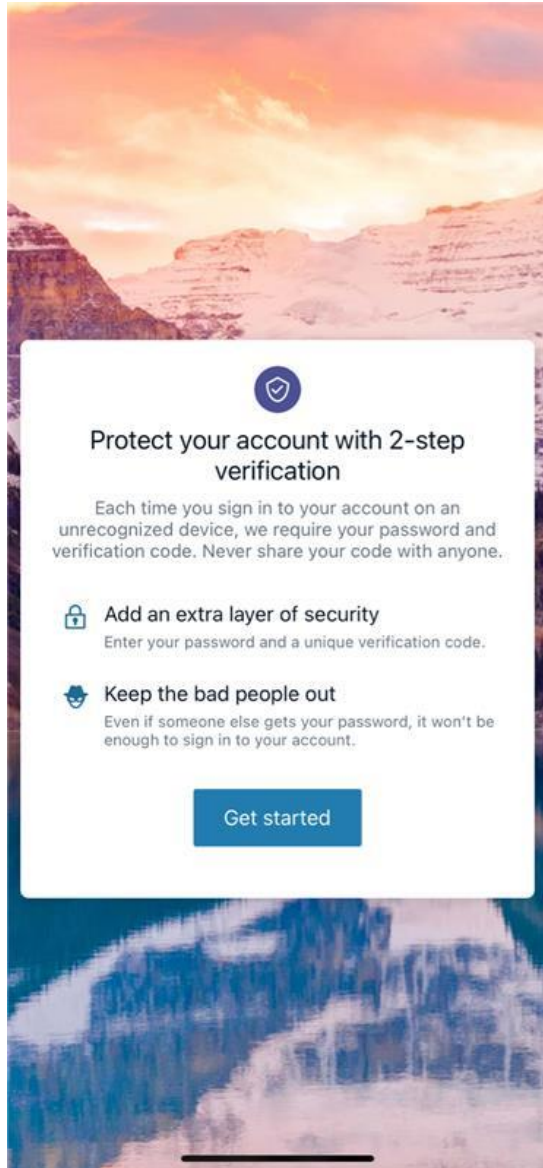 Protect your account with 2-step
verification
Each time you sign in to your account on an
unrecognized device, we require your password and
verification code. Never share your code with anyone.
Add an extra layer of security
Enter your password and a unique verification code.
Keep the bad people out
Even if someone else gets your password, it won't be
enough to sign in to your account.
Get started